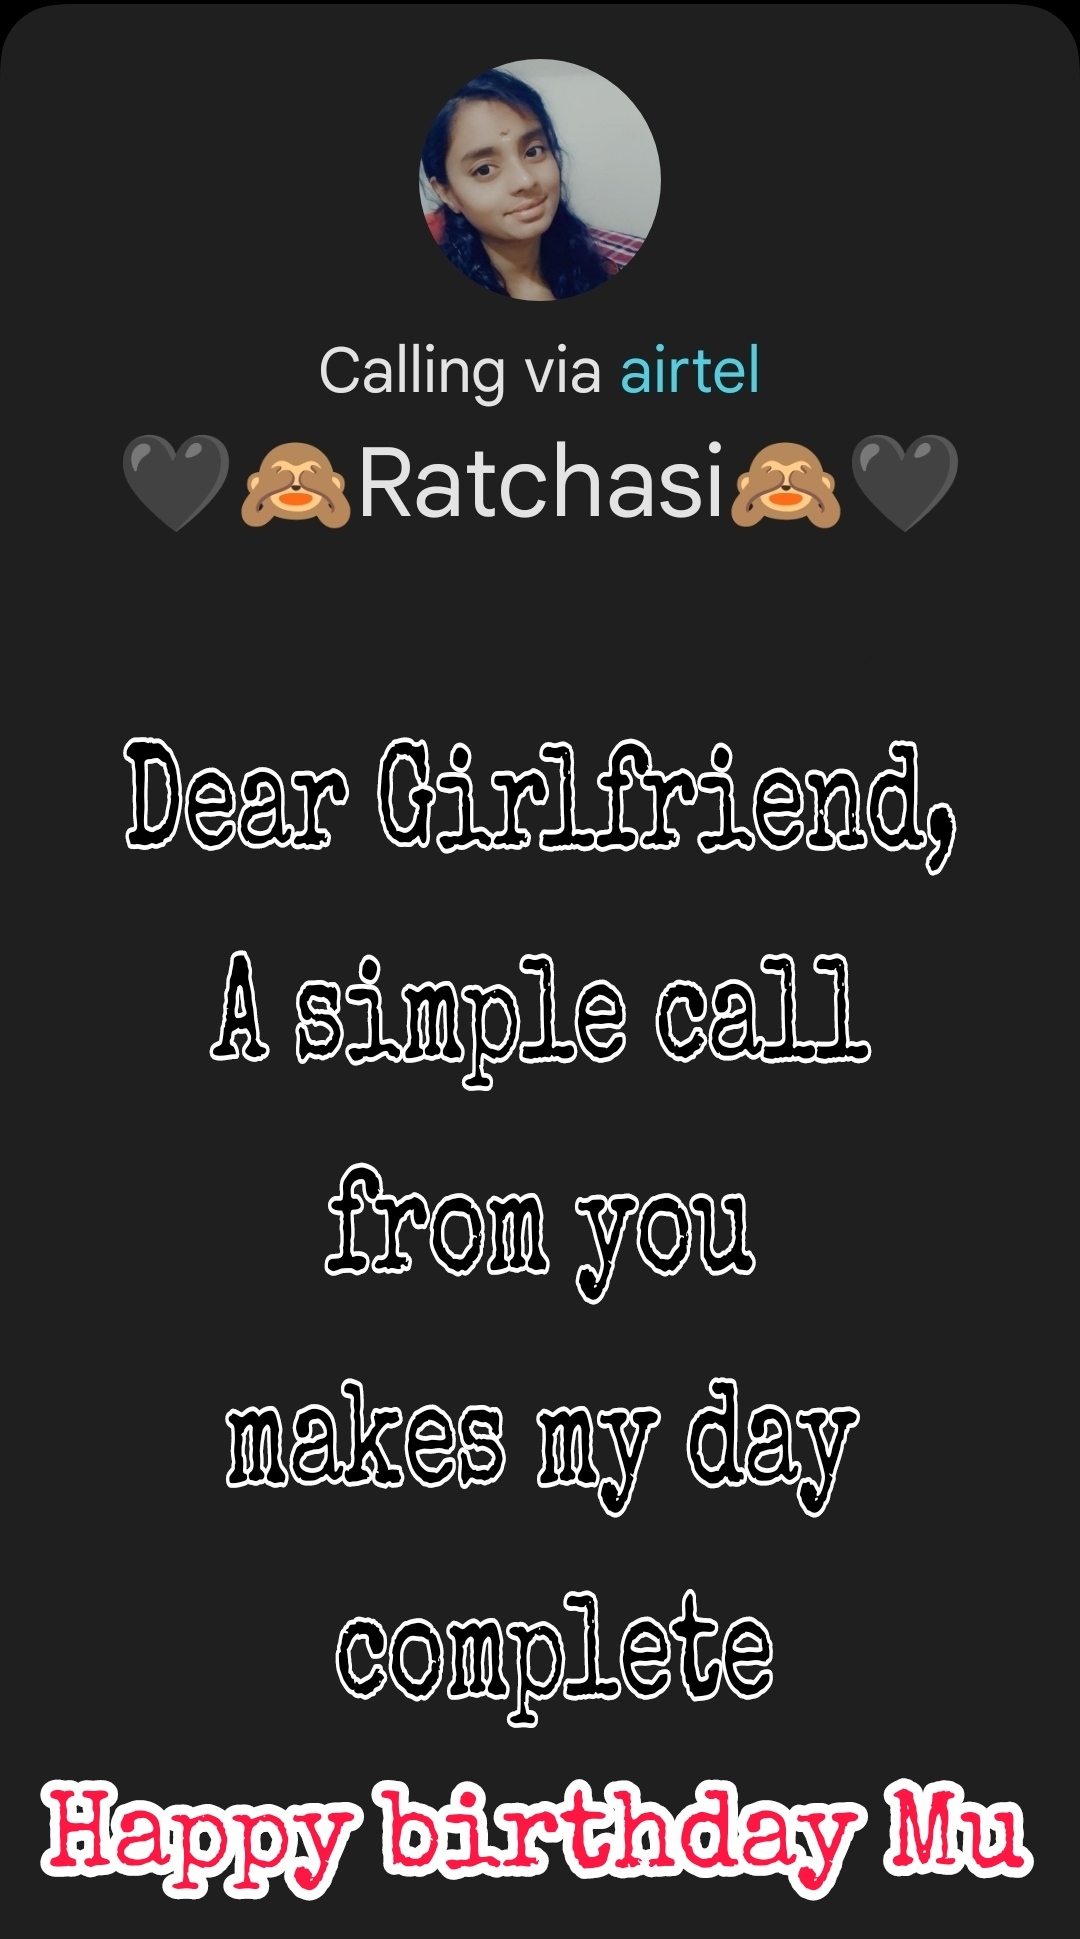 Calling via airtel
🖤🙈Ratchasi🙈🖤
Dear Girlfriend,
A simple call
from you
makes my day
complete
Happy birthday Mu